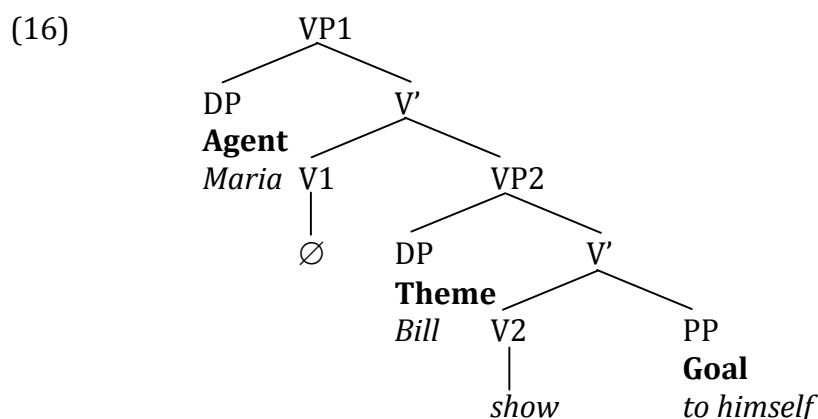 (16) VP1
DP V’
Agent
Maria V1 VP2
∅ DP V’
Theme
Bill V2 PP
Goal
show to himself